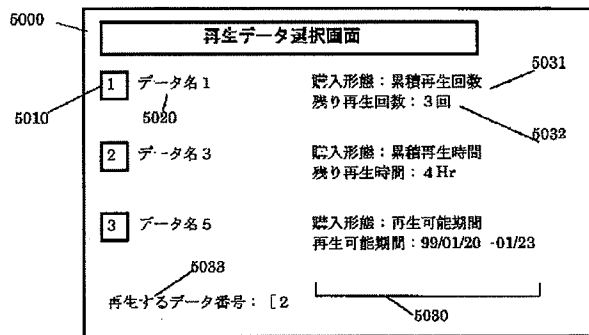 5000
再生データ選択画面
1 データ名1 購入形態：累積再生回数 5031
5010 5020 残り再生回数：3回 5032
2 データ名3 購入形態：累積再生時間
残り再生時間：4Hr
3 データ名5 購入形態：再生可能期間
再生可能期間：99/01/20 -01/23
5033
再生するデータ番号：[2
5030